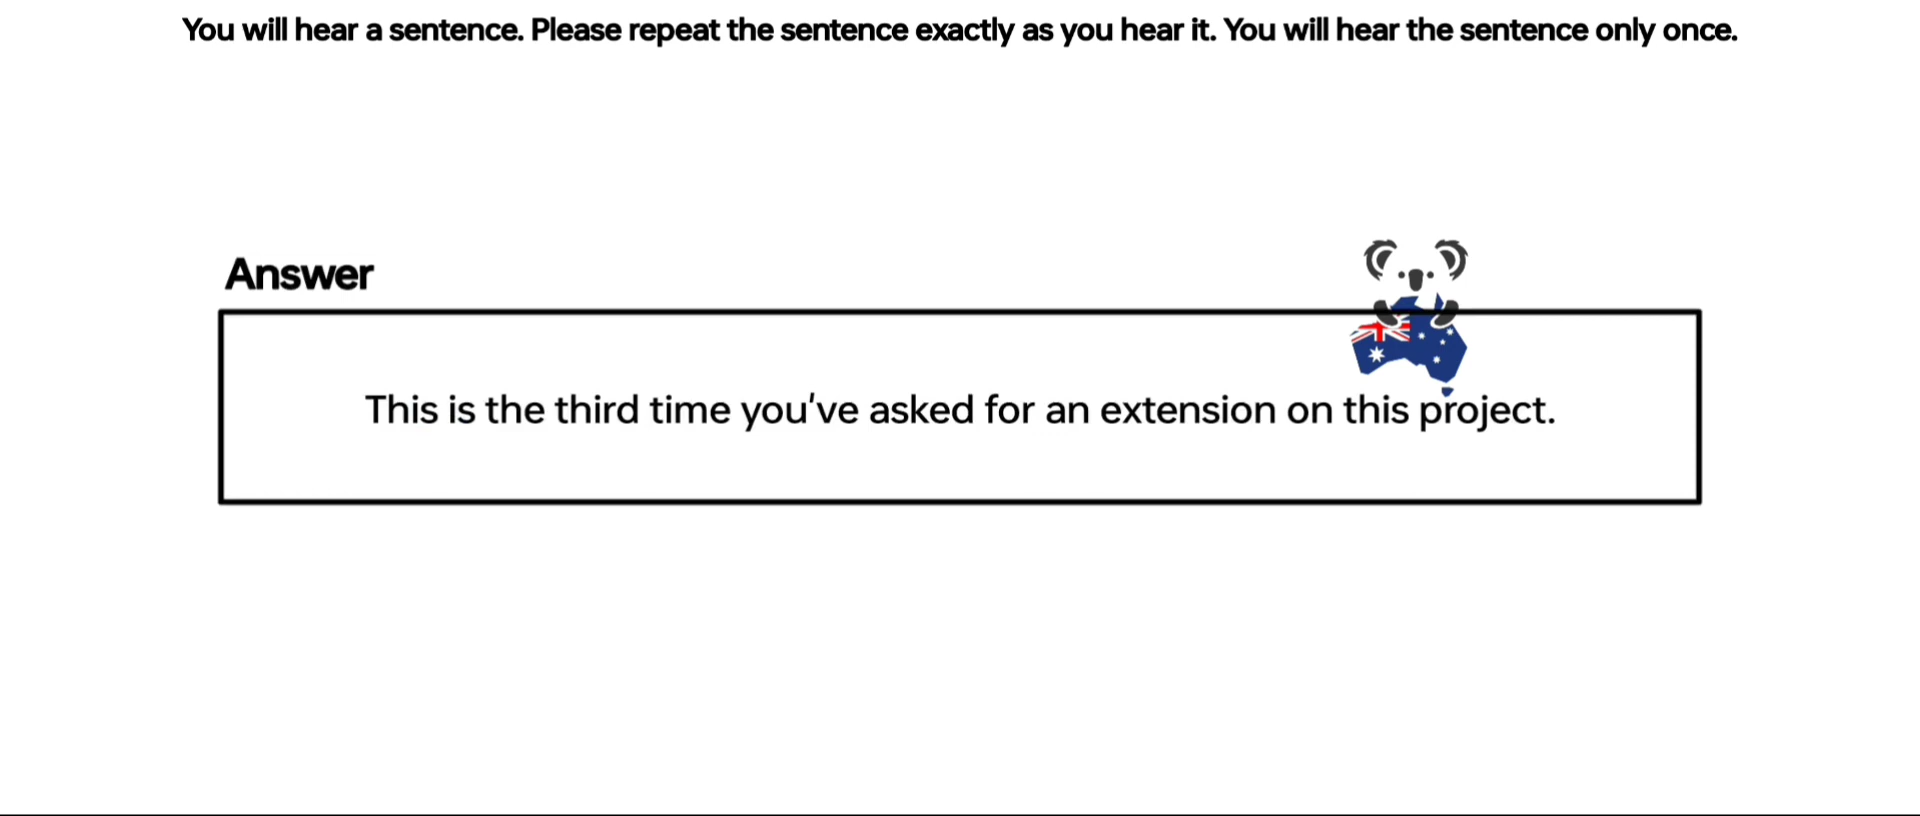 You will hear a sentence. Please repeat the sentence exactly as you hear it. You will hear the sentence only once.
Answer
This is the third time you've asked for an extension on this project.